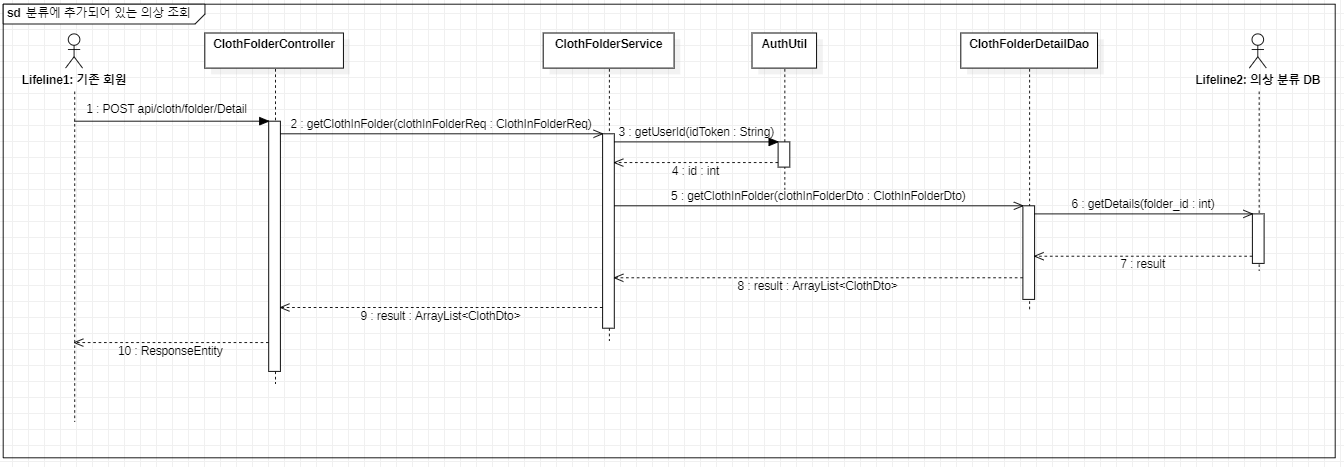 sd 분류에 추가되어 있는 의상 조회
Lifeline1: 기존 회원
ClothFolderController
ClothFolderService
AuthUtil
ClothFolderDetailDao
Lifeline2: 의상 분류 DB
1 : POST api/cloth/folder/Detail
2 : getClothInFolder(clothInFolderReq : ClothInFolderReq)
3 : getUserId(idToken : String)
4 : id : int
5 : getClothInFolder(clothInFolderDto : ClothInFolderDto)
6 : getDetails(folder_id : int)
7 : result
8 : result : ArrayList<ClothDto>
9 : result : ArrayList<ClothDto>
10 : ResponseEntity